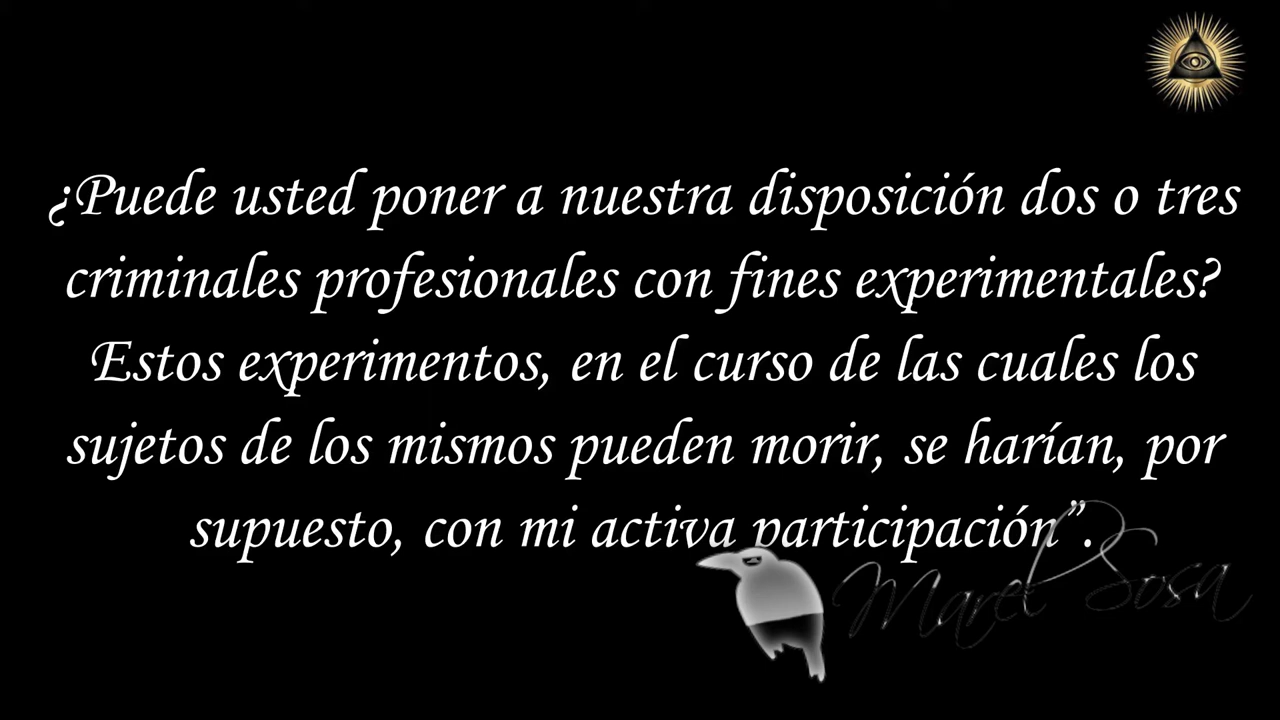 ¿Puede usted poner a nuestra disposición dos o tres
criminales profesionales con fines experimentales?
Estos experimentos, en el curso de las cuales los
sujetos de los mismos pueden morir, se harían, por
supuesto, con mi activa participación”.
Marel Sosa